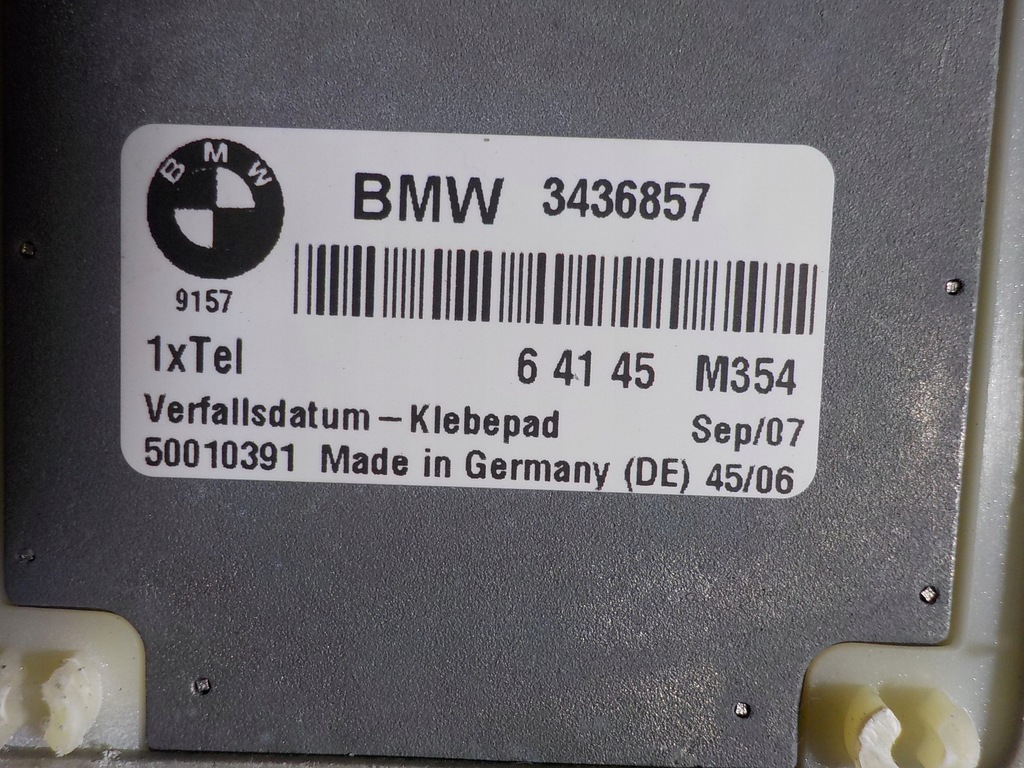 BMW
BMW 3436857
9157
1xTel 6 41 45 M354
Verfallsdatum – Klebepad Sep/07
50010391 Made in Germany (DE) 45/06